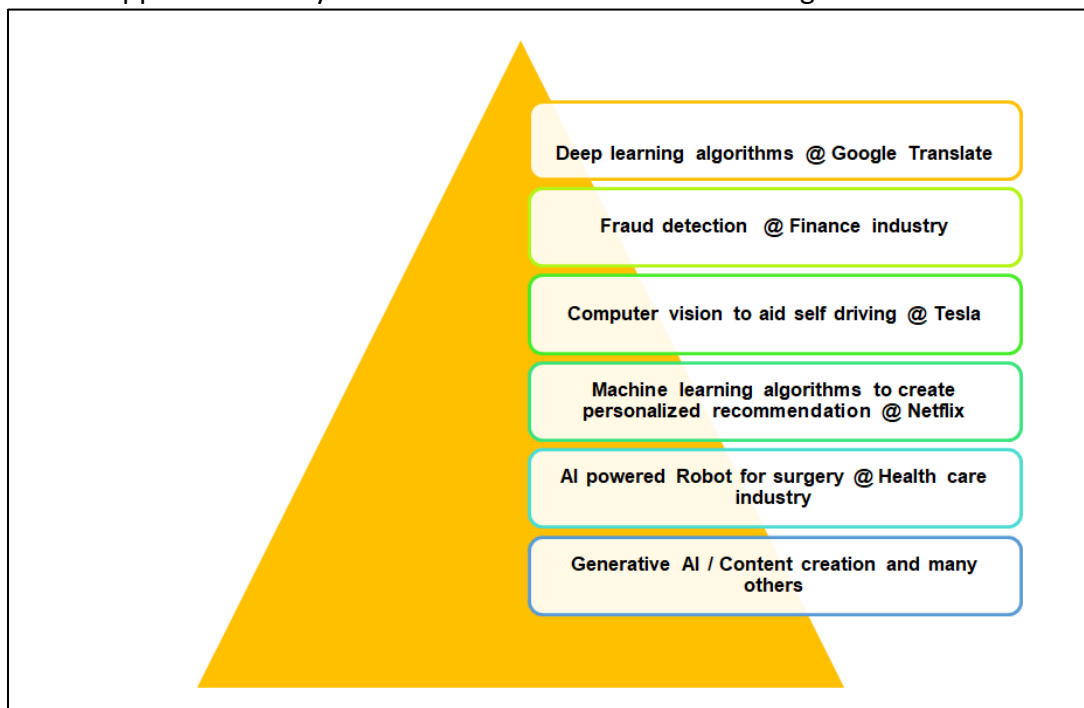 Deep learning algorithms @ Google Translate
Fraud detection @ Finance industry
Computer vision to aid self driving @ Tesla
Machine learning algorithms to create
personalized recommendation @ Netflix
AI powered Robot for surgery @ Health care
industry
Generative AI / Content creation and many
others